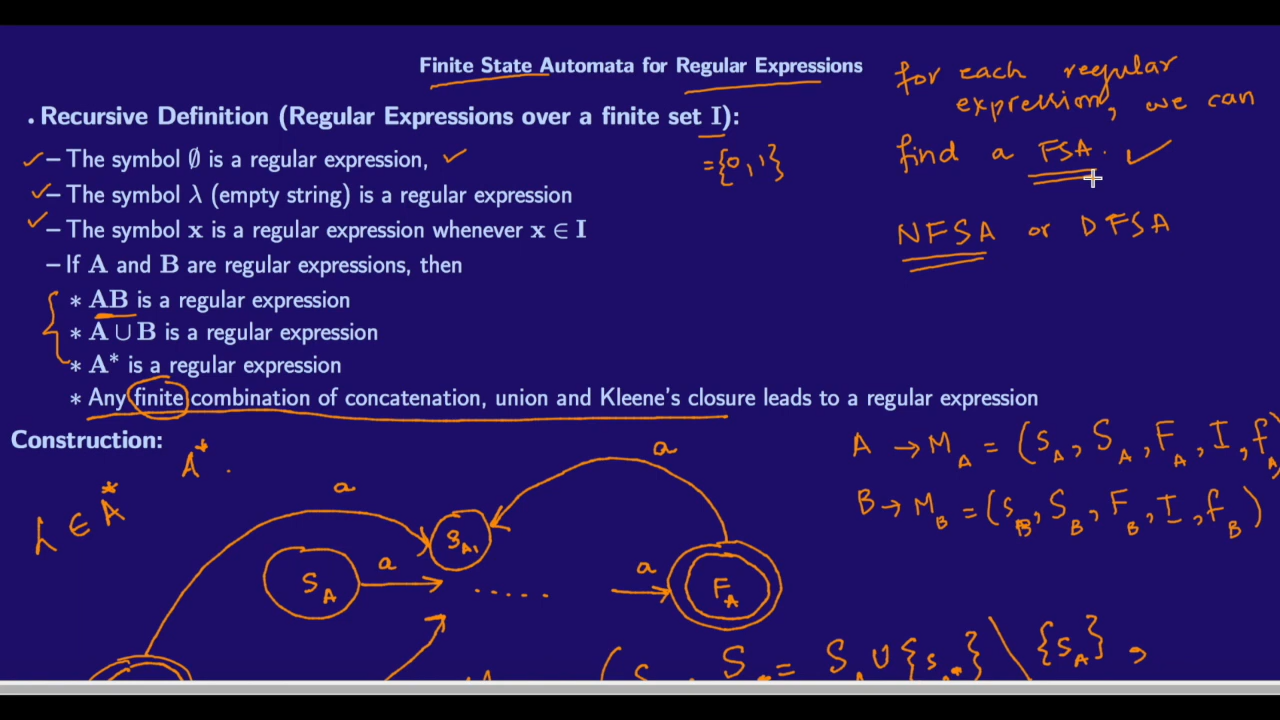 Finite State Automata for Regular Expressions
. Recursive Definition (Regular Expressions over a finite set I):
– The symbol ∅ is a regular expression,
– The symbol λ (empty string) is a regular expression
– The symbol x is a regular expression whenever x ∈ I
– If A and B are regular expressions, then
* AB is a regular expression
* A ∪ B is a regular expression
* A* is a regular expression
* Any finite combination of concatenation, union and Kleene's closure leads to a regular expression
= {0, 1}
for each regular
expression, we can
find a FSA.
NFSA or DFSA
Construction:
A*.
λ ∈ A*
A → M_A = (s_A, S_A, F_A, I, f_A)
B → M_B = (s_B, S_B, F_B, I, f_B)
a
a
S_A1
S_A
a
.....
a
F_A
S = S_A ∪ {s } \ {s_A},